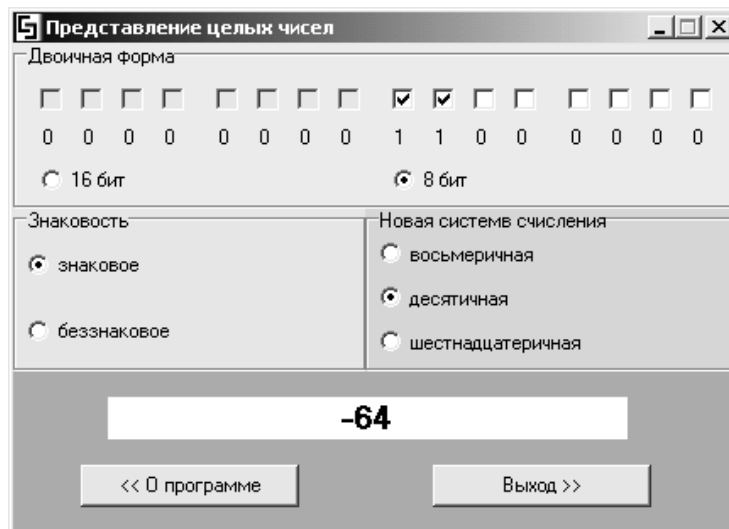 Представление целых чисел
Двоичная форма
0 0 0 0 0 0 0 0 1 1 0 0 0 0 0 0
16 бит 8 бит
Знаковость
знаковое
беззнаковое
Новая системв счисления
восьмеричная
десятичная
шестнадцатеричная
-64
<< О программе Выход >>